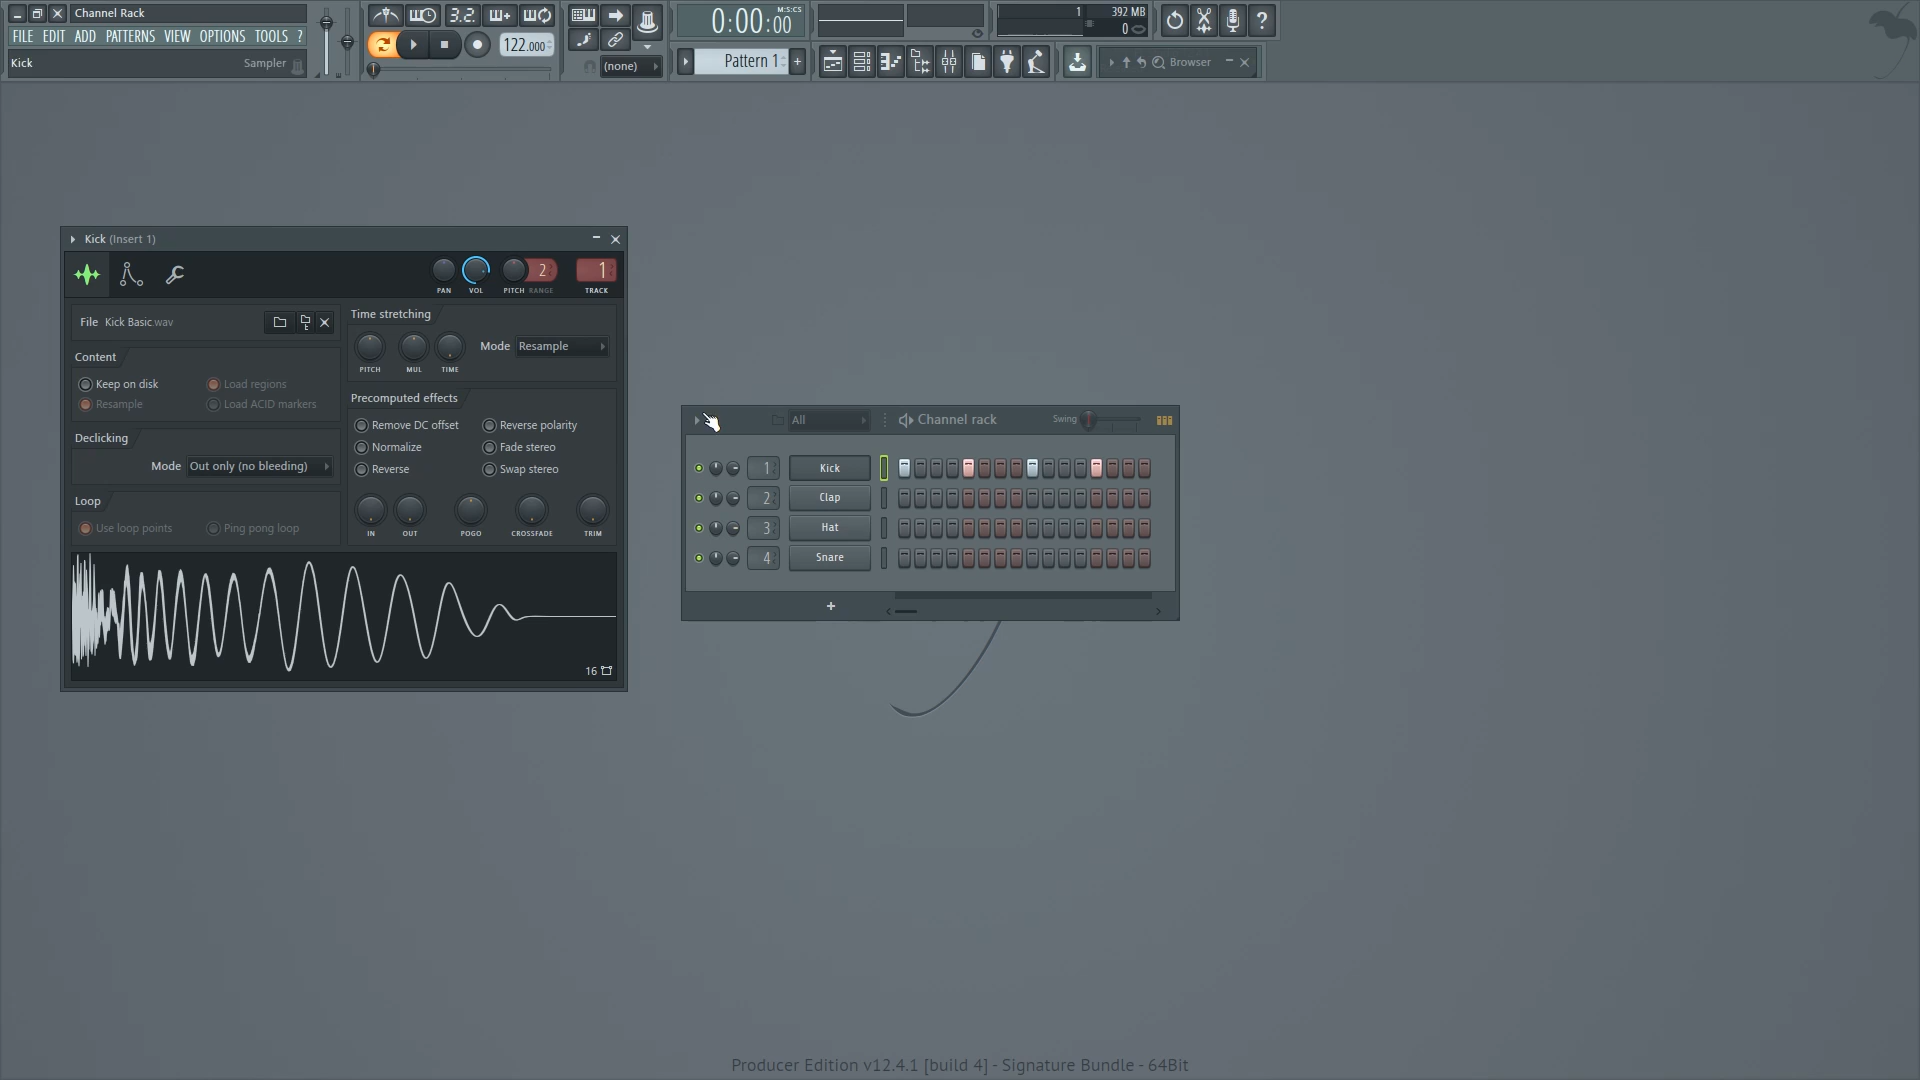 Channel Rack
FILE EDIT ADD PATTERNS VIEW OPTIONS TOOLS ?
Kick Sampler
3.2.
122.000
(none)
M:S:CS
0:00:00
Pattern 1
+
1 392 MB
0
?
Browser
Kick (Insert 1)
2
1
PAN VOL PITCH RANGE TRACK
File Kick Basic.wav
Content
Keep on disk Load regions
Resample Load ACID markers
Declicking
Mode Out only (no bleeding)
Loop
Use loop points Ping pong loop
Time stretching
Mode Resample
PITCH MUL TIME
Precomputed effects
Remove DC offset Reverse polarity
Normalize Fade stereo
Reverse Swap stereo
IN OUT POGO CROSSFADE TRIM
16
All Channel rack Swing
1 Kick
2 Clap
3 Hat
4 Snare
+
Producer Edition v12.4.1 [build 4] - Signature Bundle - 64Bit